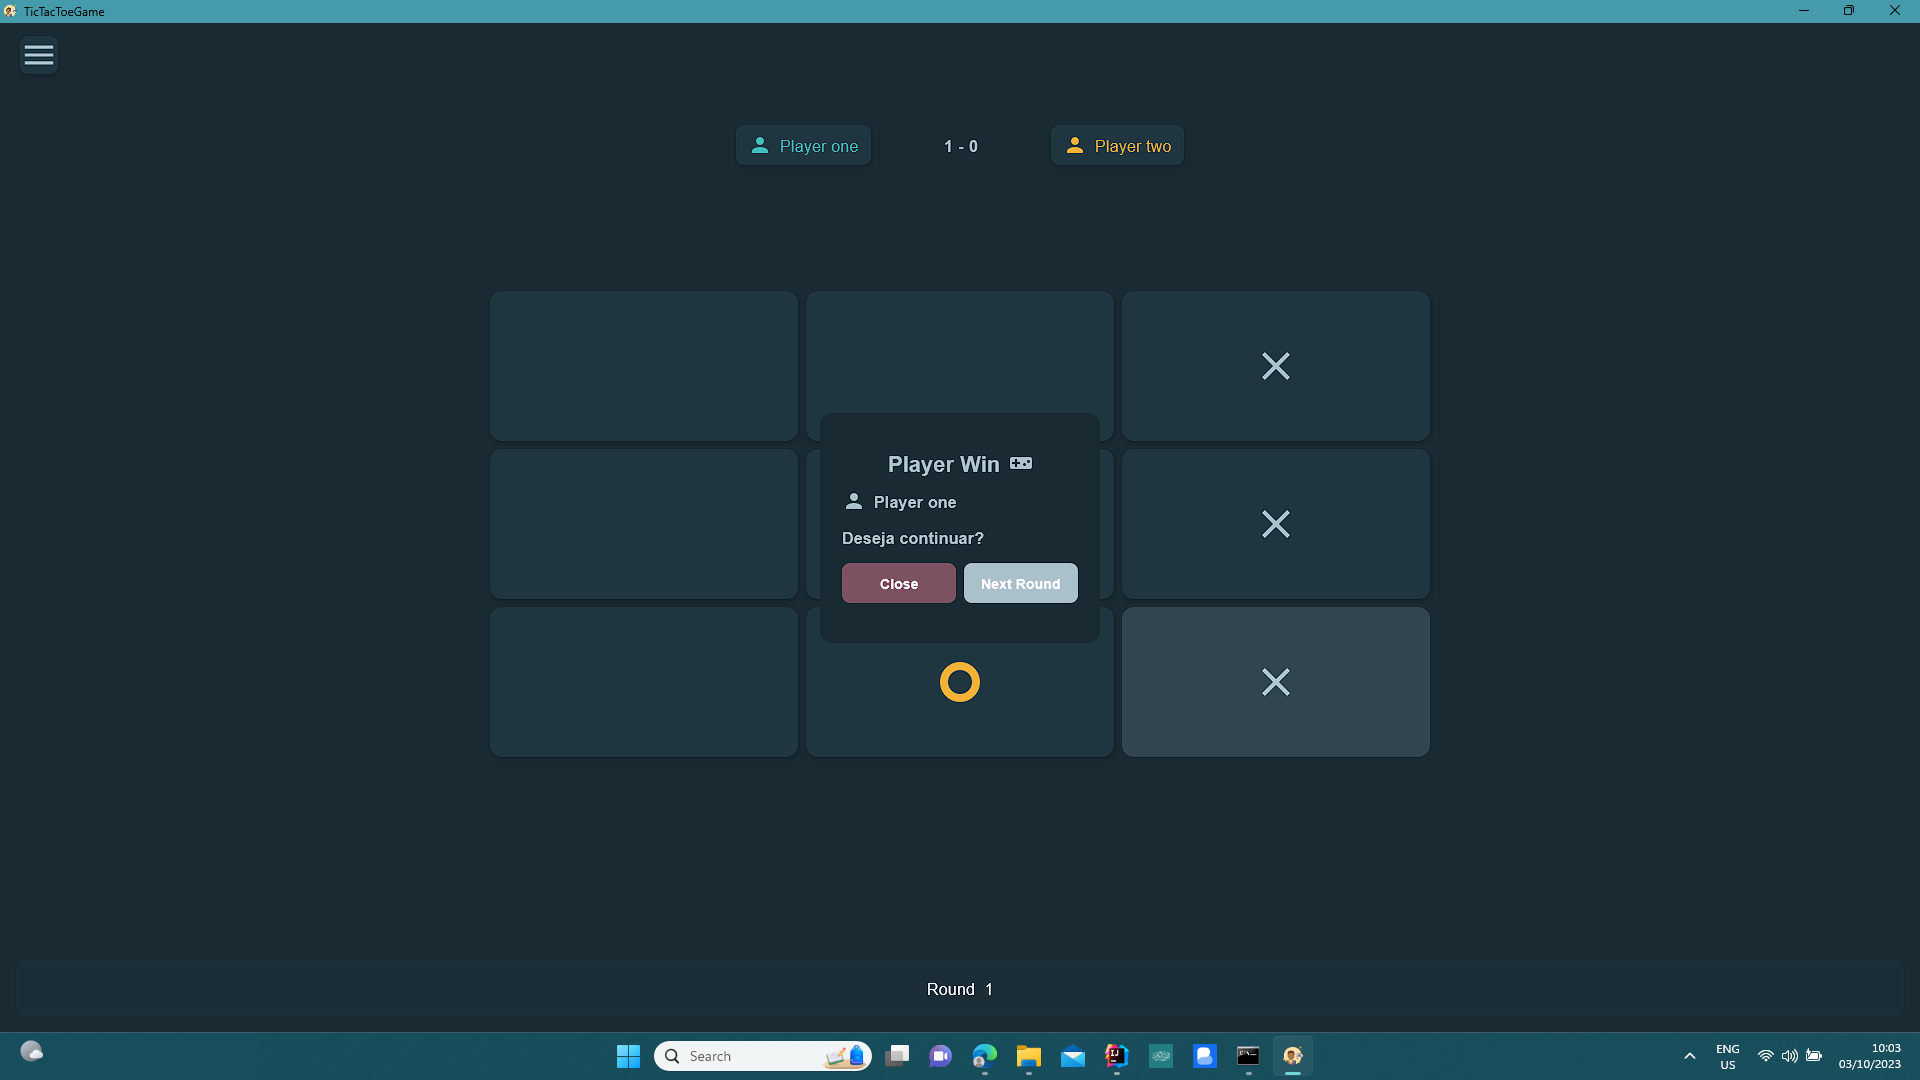 TicTacToeGame
Player one
1 - 0
Player two
Player Win
Player one
Deseja continuar?
Close
Next Round
Round 1
Search
ENG
US
10:03
03/10/2023